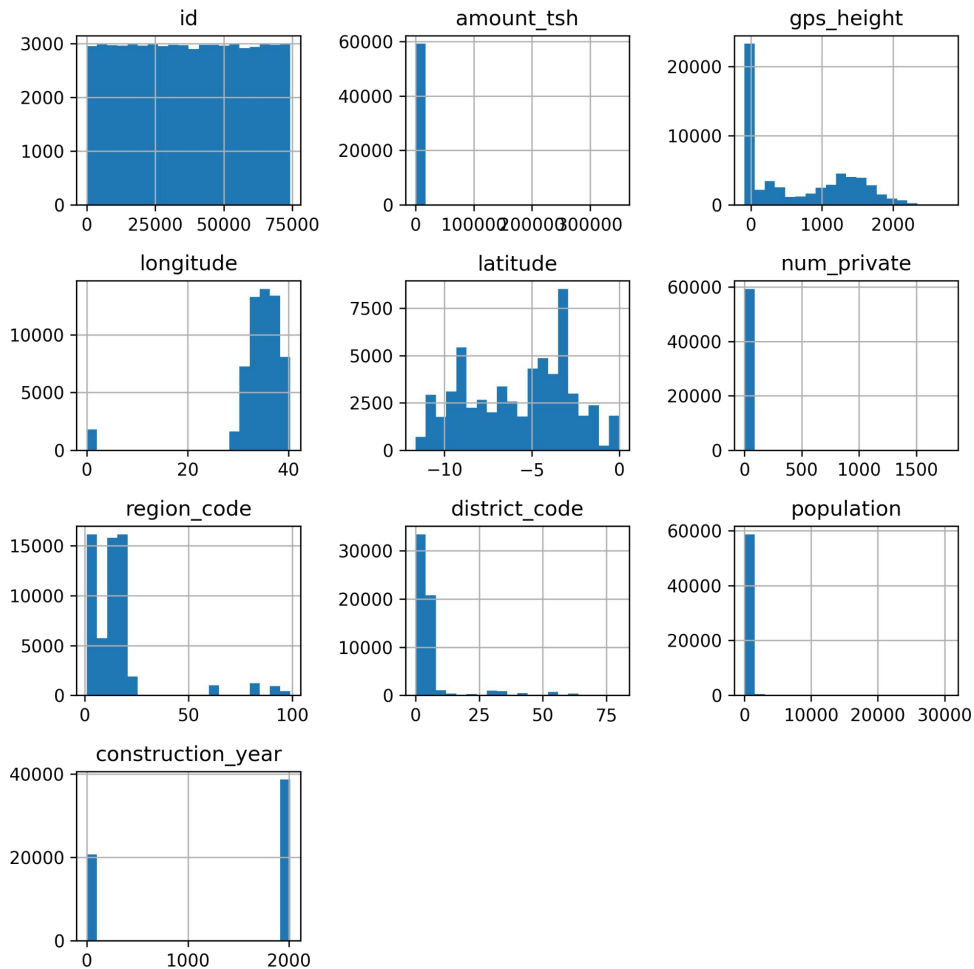 id
3000
2000
1000
0
0 25000 50000 75000
amount_tsh
60000
40000
20000
0
0 100000 200000 300000
gps_height
20000
10000
0
0 1000 2000
longitude
10000
5000
0
0 20 40
latitude
7500
5000
2500
0
−10 −5 0
num_private
60000
40000
20000
0
0 500 1000 1500
region_code
15000
10000
5000
0
0 50 100
district_code
30000
20000
10000
0
0 25 50 75
population
60000
40000
20000
0
0 10000 20000 30000
construction_year
40000
20000
0
0 1000 2000